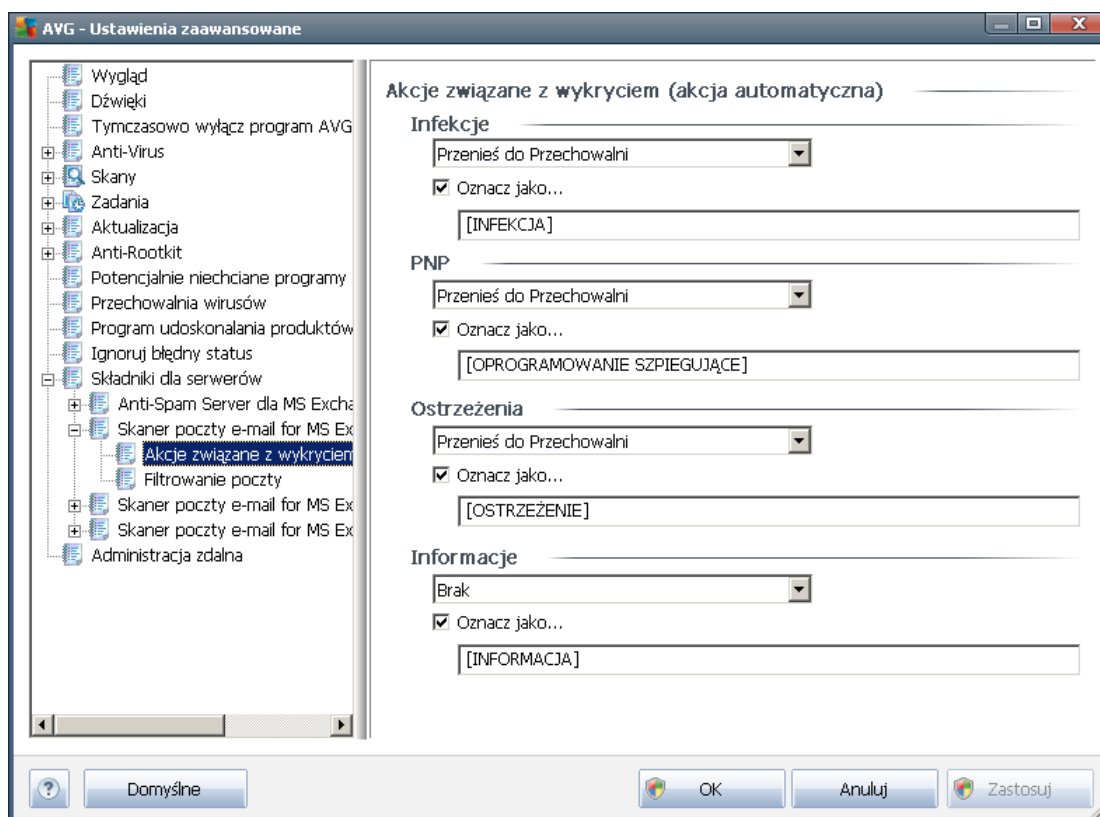 AVG - Ustawienia zaawansowane
Wygląd
Dźwięki
Tymczasowo wyłącz program AVG
Anti-Virus
Skany
Zadania
Aktualizacja
Anti-Rootkit
Potencjalnie niechciane programy
Przechowalnia wirusów
Program udoskonalania produktów
Ignoruj błędny status
Składniki dla serwerów
Anti-Spam Server dla MS Excha
Skaner poczty e-mail for MS Ex
Akcje związane z wykryciem
Filtrowanie poczty
Skaner poczty e-mail for MS Ex
Skaner poczty e-mail for MS Ex
Administracja zdalna
Akcje związane z wykryciem (akcja automatyczna)
Infekcje
Przenieś do Przechowalni
Oznacz jako...
[INFEKCJA]
PNP
Przenieś do Przechowalni
Oznacz jako...
[OPROGRAMOWANIE SZPIEGUJĄCE]
Ostrzeżenia
Przenieś do Przechowalni
Oznacz jako...
[OSTRZEŻENIE]
Informacje
Brak
Oznacz jako...
[INFORMACJA]
?
Domyślne
OK
Anuluj
Zastosuj